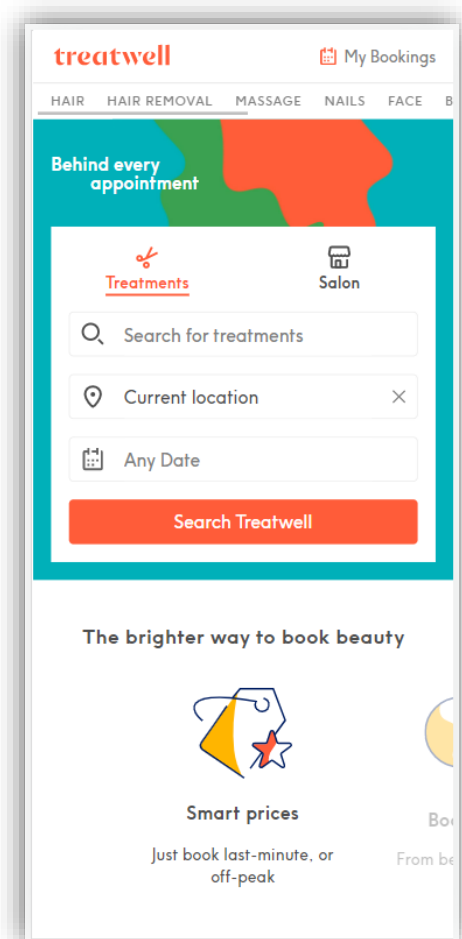 treatwell
My Bookings
HAIR HAIR REMOVAL MASSAGE NAILS FACE B
Behind every
appointment
Treatments
Salon
Search for treatments
Current location
Any Date
Search Treatwell
The brighter way to book beauty
Smart prices
Just book last-minute, or
off-peak
From